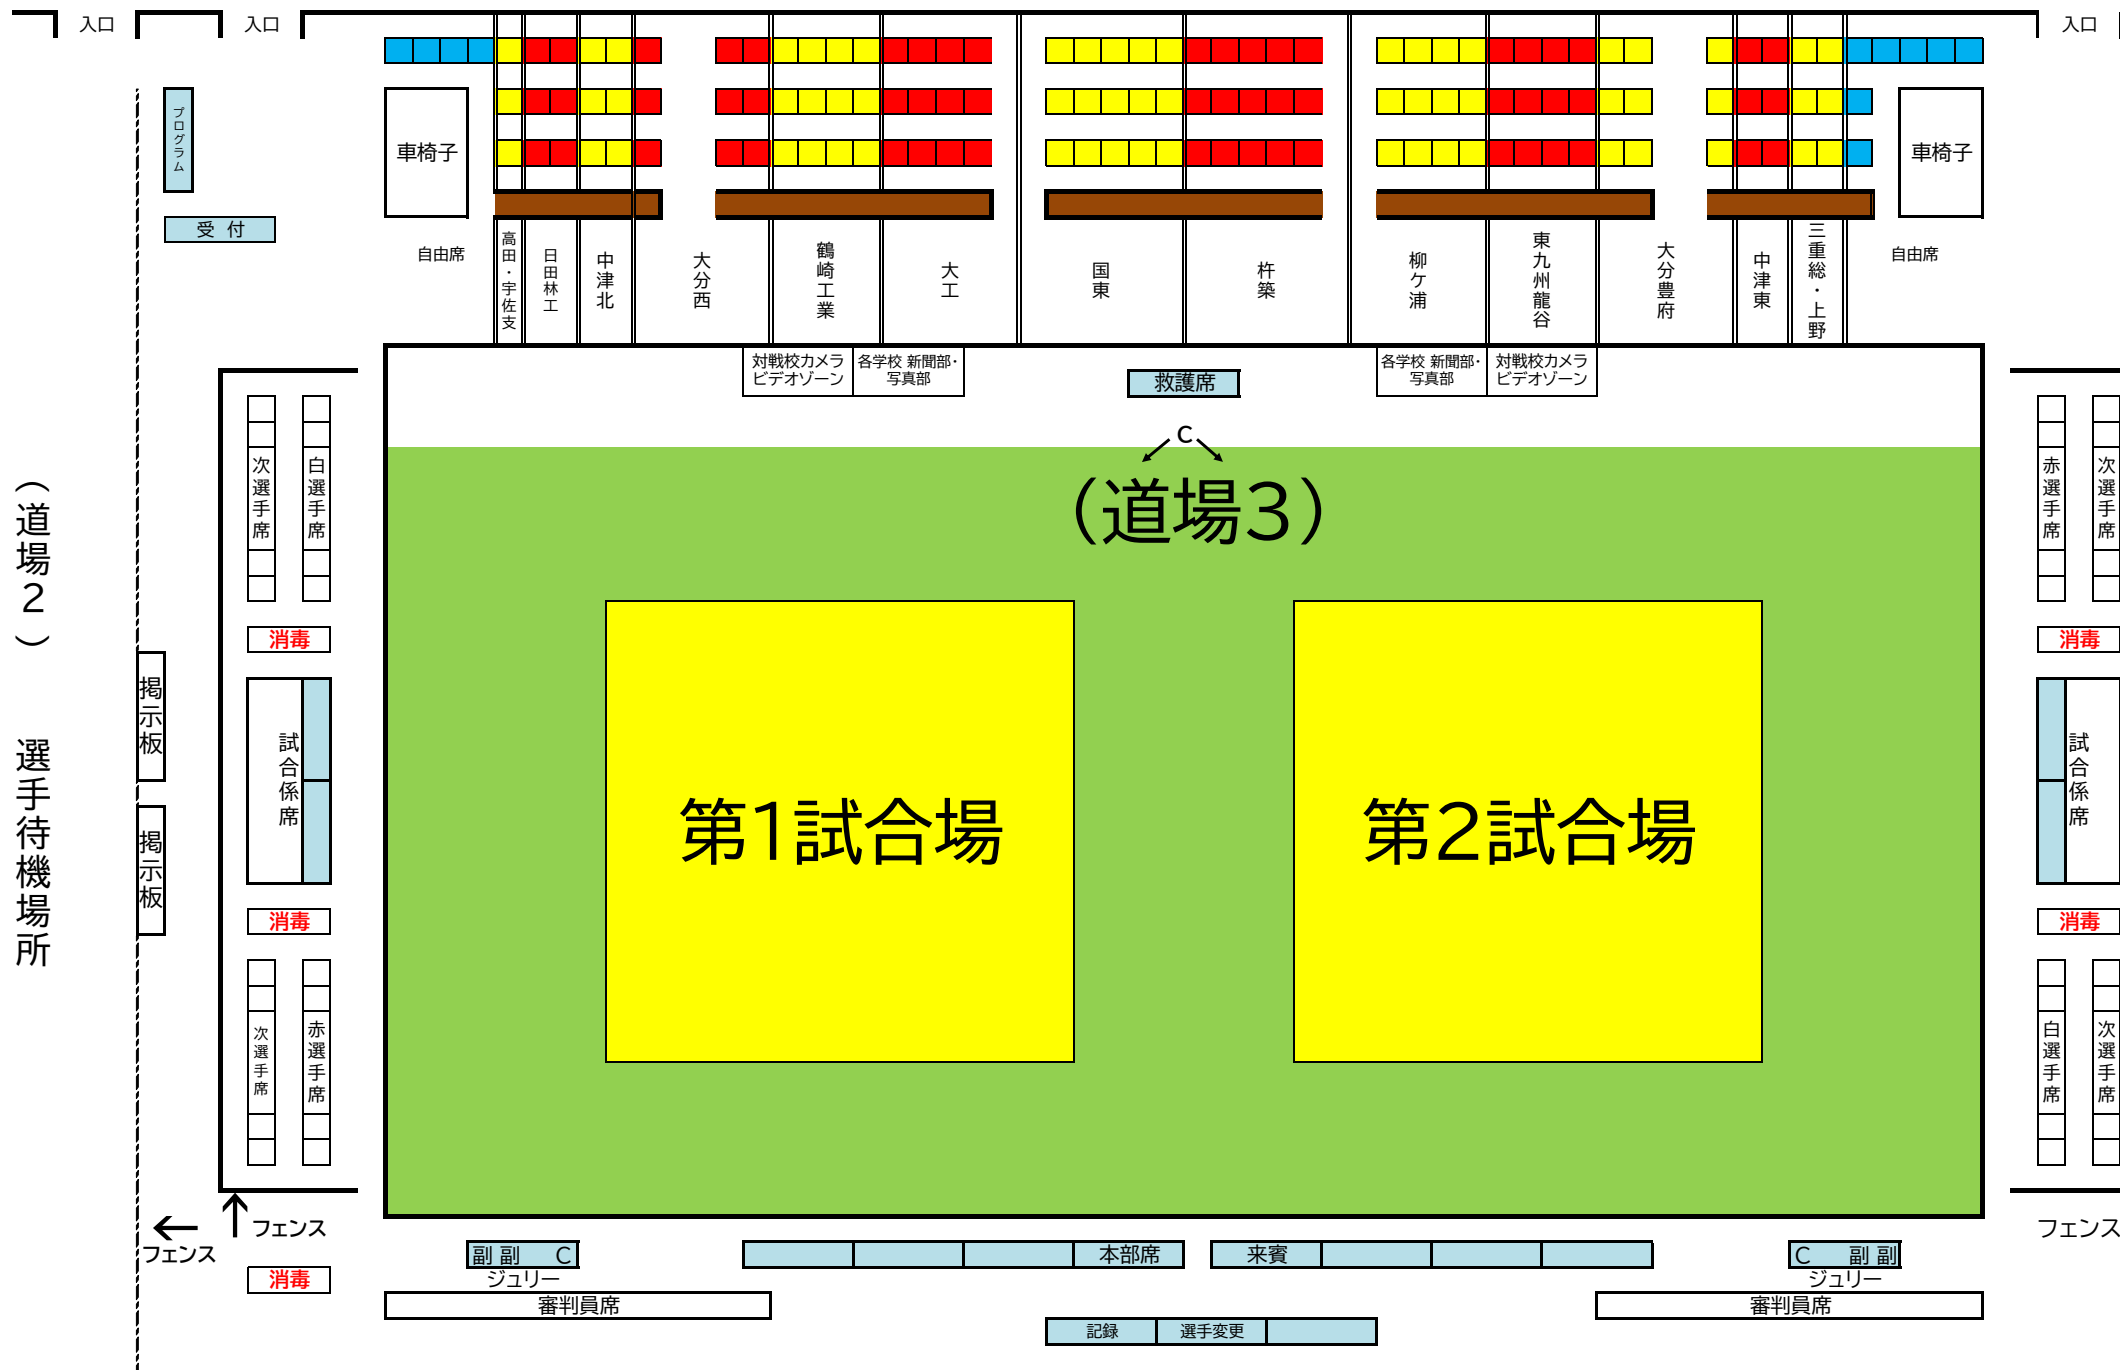 入口
入口
入口
プログラム
車椅子
車椅子
受 付
自由席
高田・宇佐支
日田林工
中津北
大分西
鶴崎工業
大工
国東
杵築
柳ケ浦
東九州龍谷
大分豊府
中津東
三重総・上野
自由席
対戦校カメラ
ビデオゾーン
各学校 新聞部・
写真部
救護席
各学校 新聞部・
写真部
対戦校カメラ
ビデオゾーン
C
（道場3）
（道場2） 選手待機場所
次選手席
白選手席
赤選手席
次選手席
消毒
消毒
掲示板
掲示板
試合係席
第1試合場
第2試合場
試合係席
消毒
消毒
次選手席
赤選手席
白選手席
次選手席
フェンス
フェンス
フェンス
消毒
副 副 C
ジュリー
本部席
来賓
C 副 副
ジュリー
審判員席
審判員席
記録
選手変更